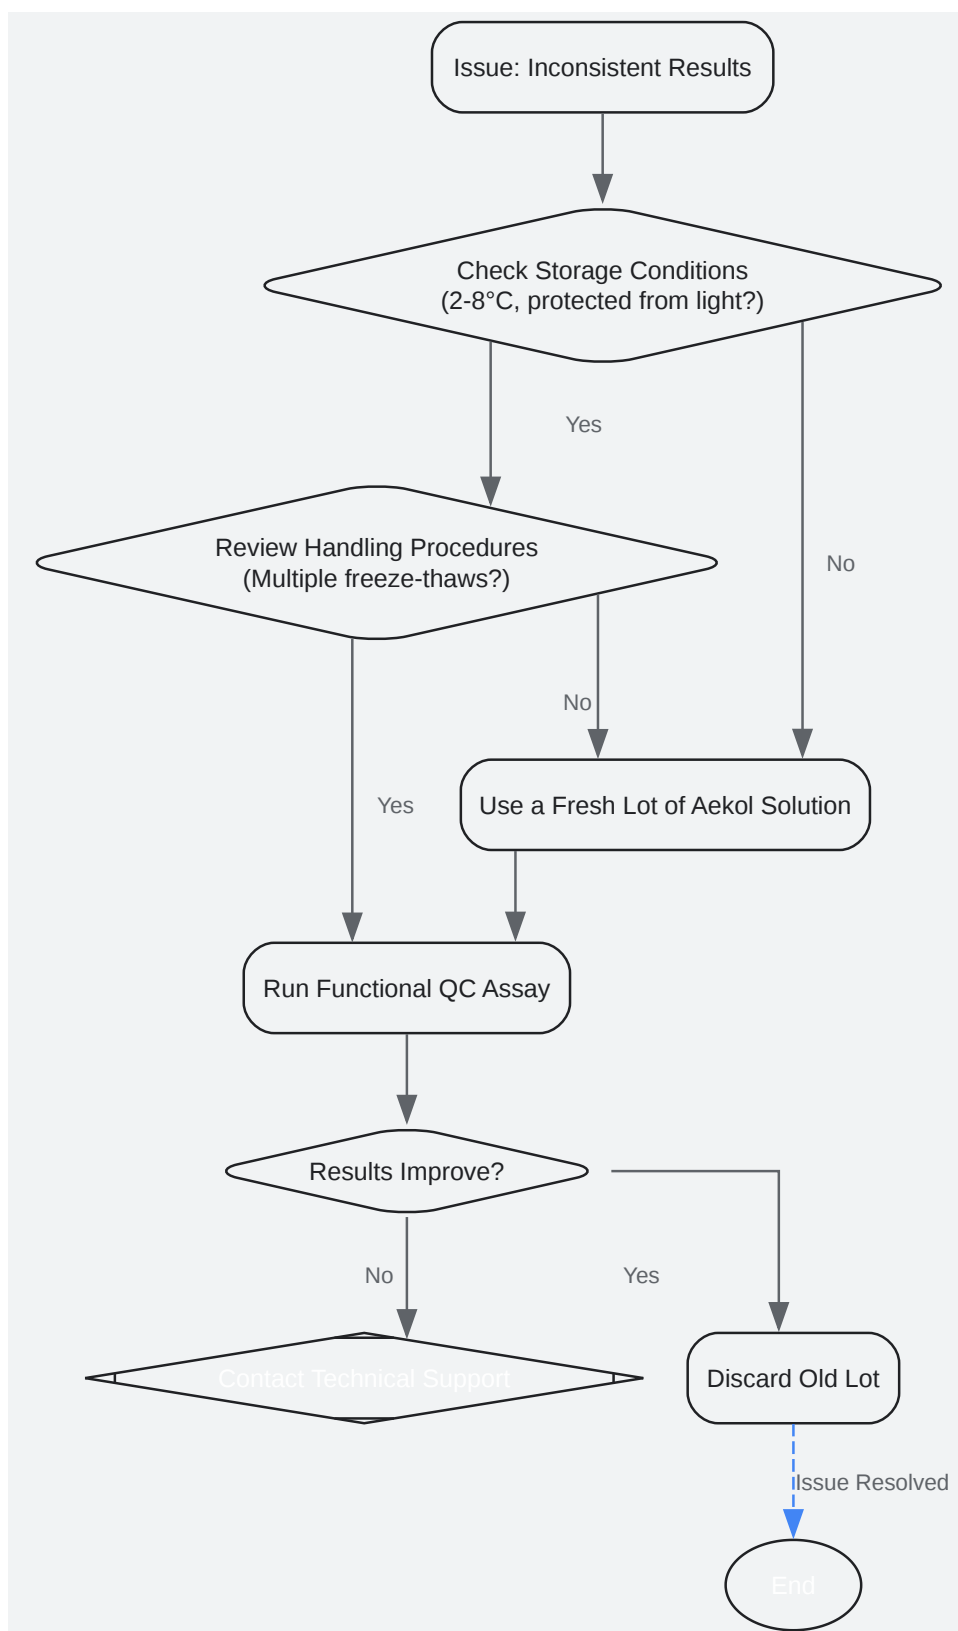 Issue: Inconsistent Results
Check Storage Conditions
(2-8°C, protected from light?)
Yes
Review Handling Procedures
(Multiple freeze-thaws?)
No
No
Yes
Use a Fresh Lot of Aekol Solution
Run Functional QC Assay
Results Improve?
No
Yes
Contact Technical Support
Discard Old Lot
Issue Resolved
End